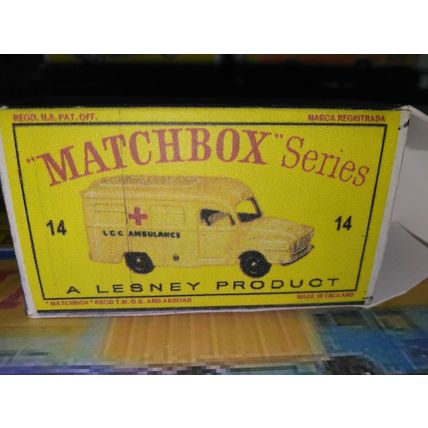 REGD. U.S. PAT. OFF. MARCA REGISTRADA
"MATCHBOX" Series
14 14
L.C.C. AMBULANCE
A LESNEY PRODUCT
"MATCHBOX" REGD T.M. G.B. AND ABROAD MADE IN ENGLAND